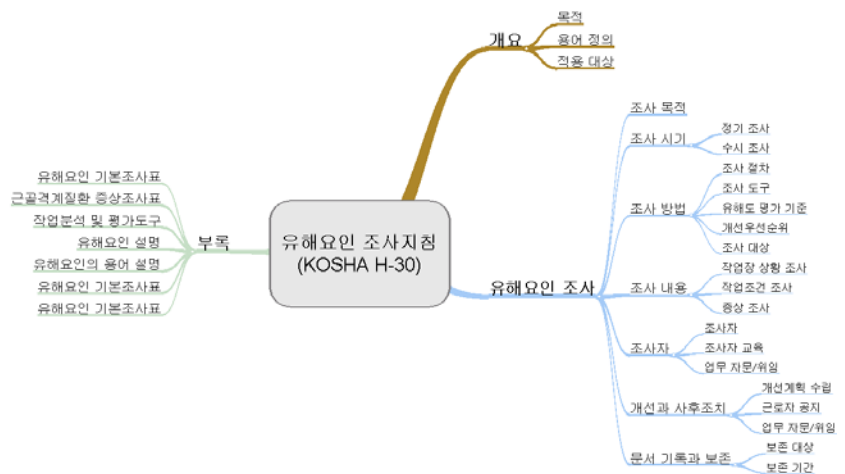 유해요인 조사지침
(KOSHA H-30)
개요
목적
용어 정의
적용 대상
유해요인 조사
조사 목적
조사 시기
정기 조사
수시 조사
조사 방법
조사 절차
조사 도구
유해도 평가 기준
개선우선순위
조사 대상
조사 내용
작업장 상황 조사
작업조건 조사
증상 조사
조사자
조사자
조사자 교육
업무 자문/위임
개선과 사후조치
개선계획 수립
근로자 공지
업무 자문/위임
문서 기록과 보존
보존 대상
보존 기간
부록
유해요인 기본조사표
근골격계질환 증상조사표
작업분석 및 평가도구
유해요인 설명
유해요인의 용어 설명
유해요인 기본조사표
유해요인 기본조사표